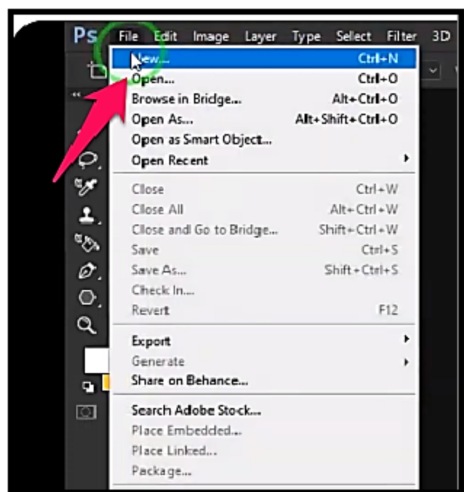 Ps File Edit Image Layer Type Select Filter 3D
New... Ctrl+N
Open... Ctrl+O
Browse in Bridge... Alt+Ctrl+O
Open As... Alt+Shift+Ctrl+O
Open as Smart Object...
Open Recent
Close Ctrl+W
Close All Alt+Ctrl+W
Close and Go to Bridge... Shift+Ctrl+W
Save Ctrl+S
Save As... Shift+Ctrl+S
Check In...
Revert F12
Export
Generate
Share on Behance...
Search Adobe Stock...
Place Embedded...
Place Linked...
Package...